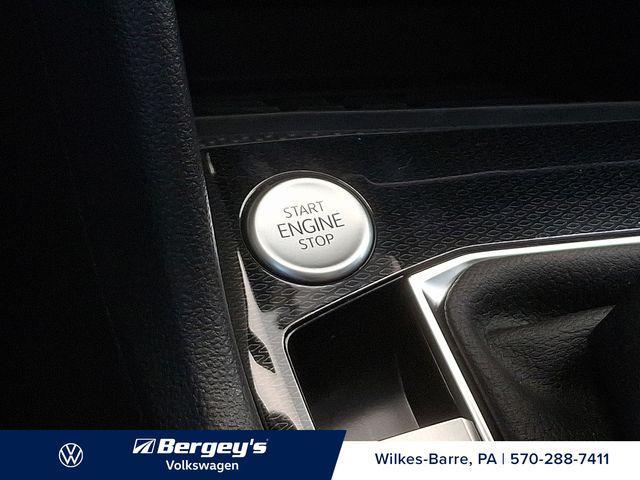 START
ENGINE
STOP
Bergey's
Volkswagen
Wilkes-Barre, PA | 570-288-7411